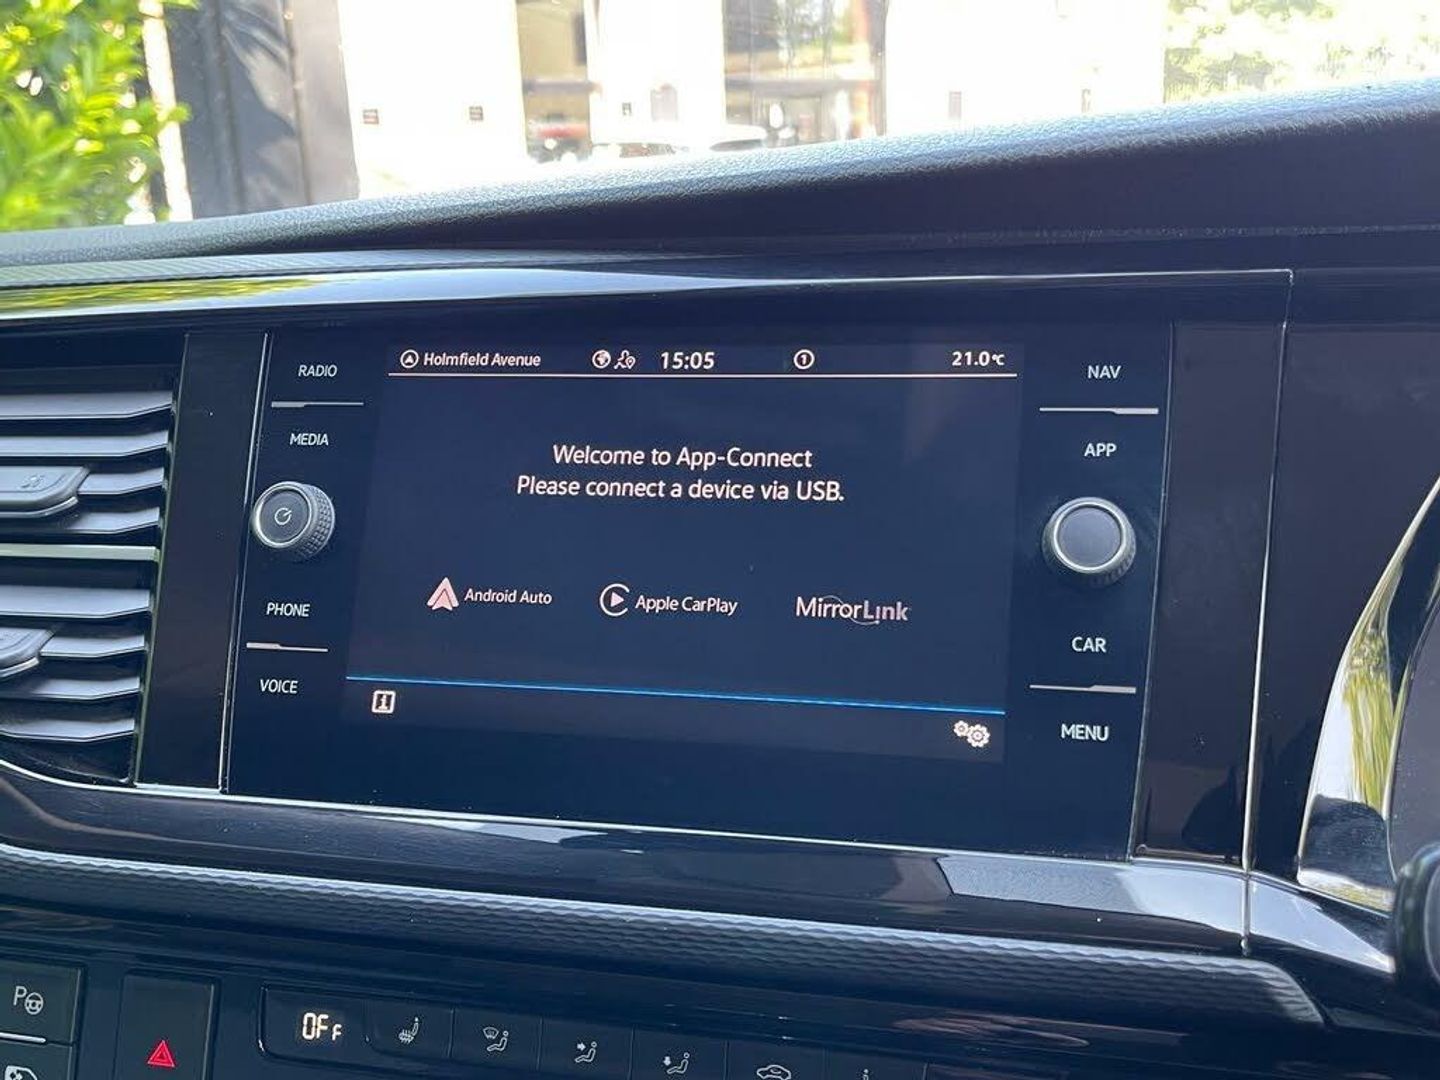 RADIO
Holmfield Avenue 15:05 1 21.0°C
NAV
MEDIA
APP
Welcome to App-Connect
Please connect a device via USB.
Android Auto
Apple CarPlay
MirrorLink
PHONE
CAR
VOICE
MENU
P
OFF